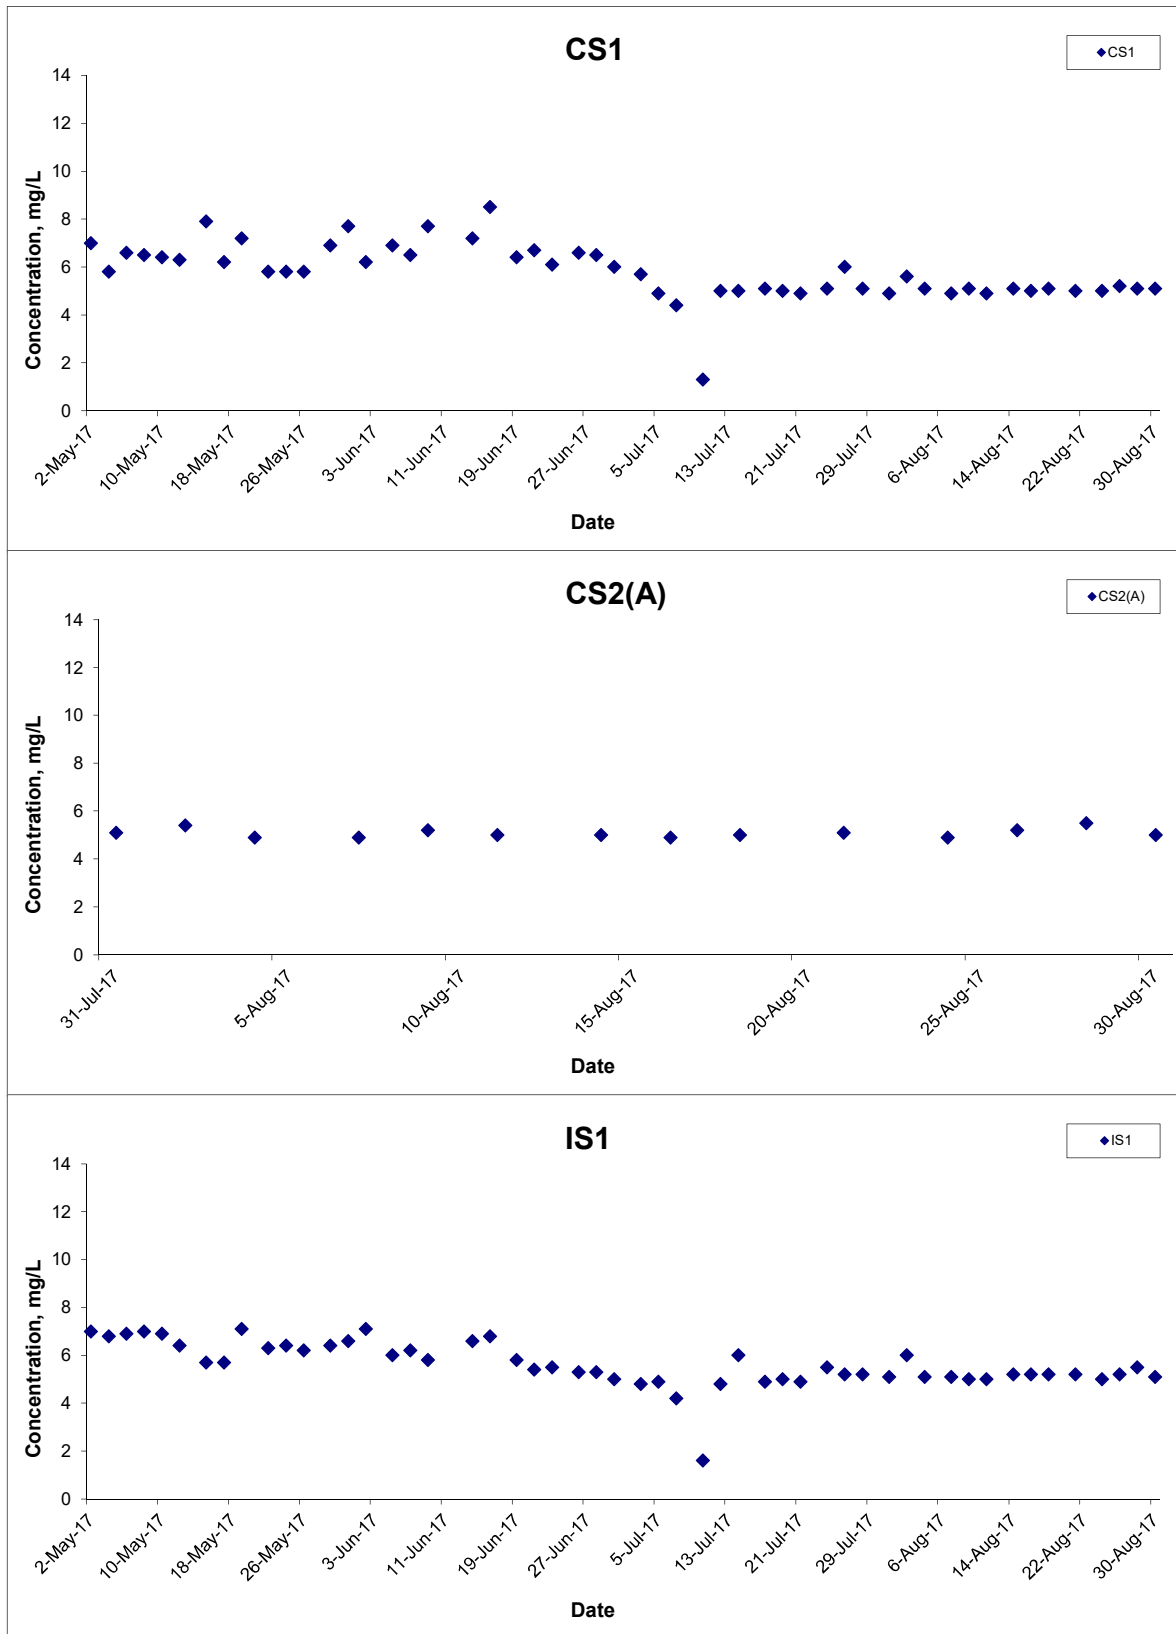 CS1
CS1
14
12
10
8
6
4
2
0
Concentration, mg/L
2-May-17
10-May-17
18-May-17
26-May-17
3-Jun-17
11-Jun-17
19-Jun-17
27-Jun-17
5-Jul-17
13-Jul-17
21-Jul-17
29-Jul-17
6-Aug-17
14-Aug-17
22-Aug-17
30-Aug-17
Date
CS2(A)
CS2(A)
14
12
10
8
6
4
2
0
Concentration, mg/L
31-Jul-17
5-Aug-17
10-Aug-17
15-Aug-17
20-Aug-17
25-Aug-17
30-Aug-17
Date
IS1
IS1
14
12
10
8
6
4
2
0
Concentration, mg/L
2-May-17
10-May-17
18-May-17
26-May-17
3-Jun-17
11-Jun-17
19-Jun-17
27-Jun-17
5-Jul-17
13-Jul-17
21-Jul-17
29-Jul-17
6-Aug-17
14-Aug-17
22-Aug-17
30-Aug-17
Date